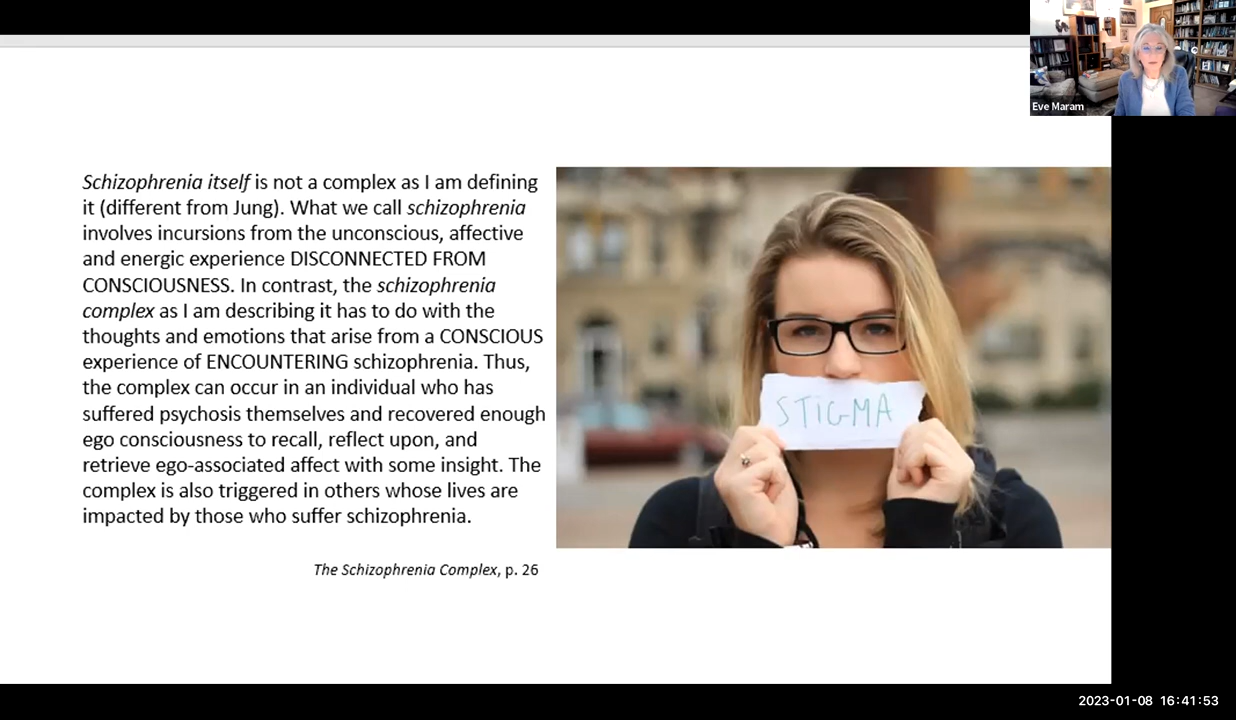 Eve Maram
Schizophrenia itself is not a complex as I am defining
it (different from Jung). What we call schizophrenia
involves incursions from the unconscious, affective
and energic experience DISCONNECTED FROM
CONSCIOUSNESS. In contrast, the schizophrenia
complex as I am describing it has to do with the
thoughts and emotions that arise from a CONSCIOUS
experience of ENCOUNTERING schizophrenia. Thus,
the complex can occur in an individual who has
suffered psychosis themselves and recovered enough
ego consciousness to recall, reflect upon, and
retrieve ego-associated affect with some insight. The
complex is also triggered in others whose lives are
impacted by those who suffer schizophrenia.
The Schizophrenia Complex, p. 26
STIGMA
2023-01-08 16:41:53